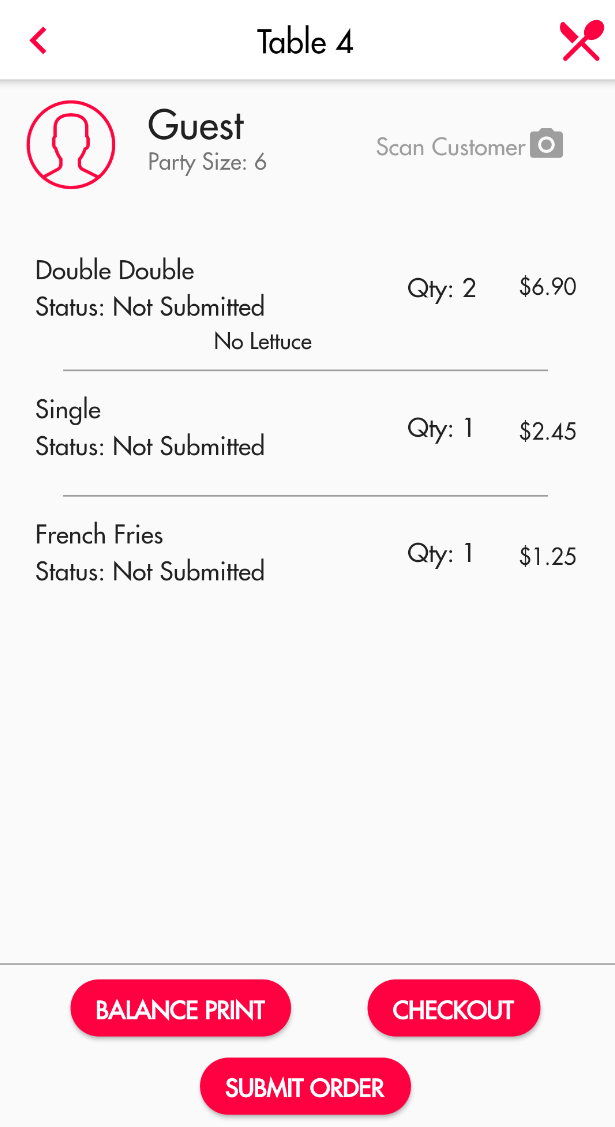 Table 4
Guest
Party Size: 6
Scan Customer
Double Double
Status: Not Submitted
No Lettuce
Qty: 2
$6.90
Single
Status: Not Submitted
Qty: 1
$2.45
French Fries
Status: Not Submitted
Qty: 1
$1.25
BALANCE PRINT
CHECKOUT
SUBMIT ORDER